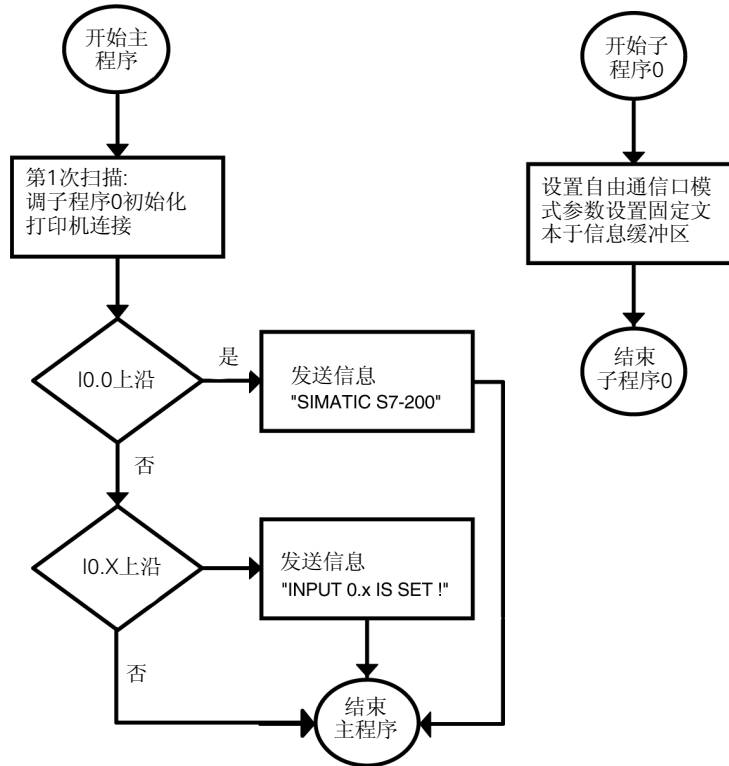 开始主
程序
第1次扫描:
调子程序0初始化
打印机连接
I0.0上沿
是
发送信息
"SIMATIC S7-200"
否
I0.X上沿
发送信息
"INPUT 0.x IS SET !"
否
结束
主程序
开始子
程序0
设置自由通信口模
式参数设置固定文
本于信息缓冲区
结束
子程序0